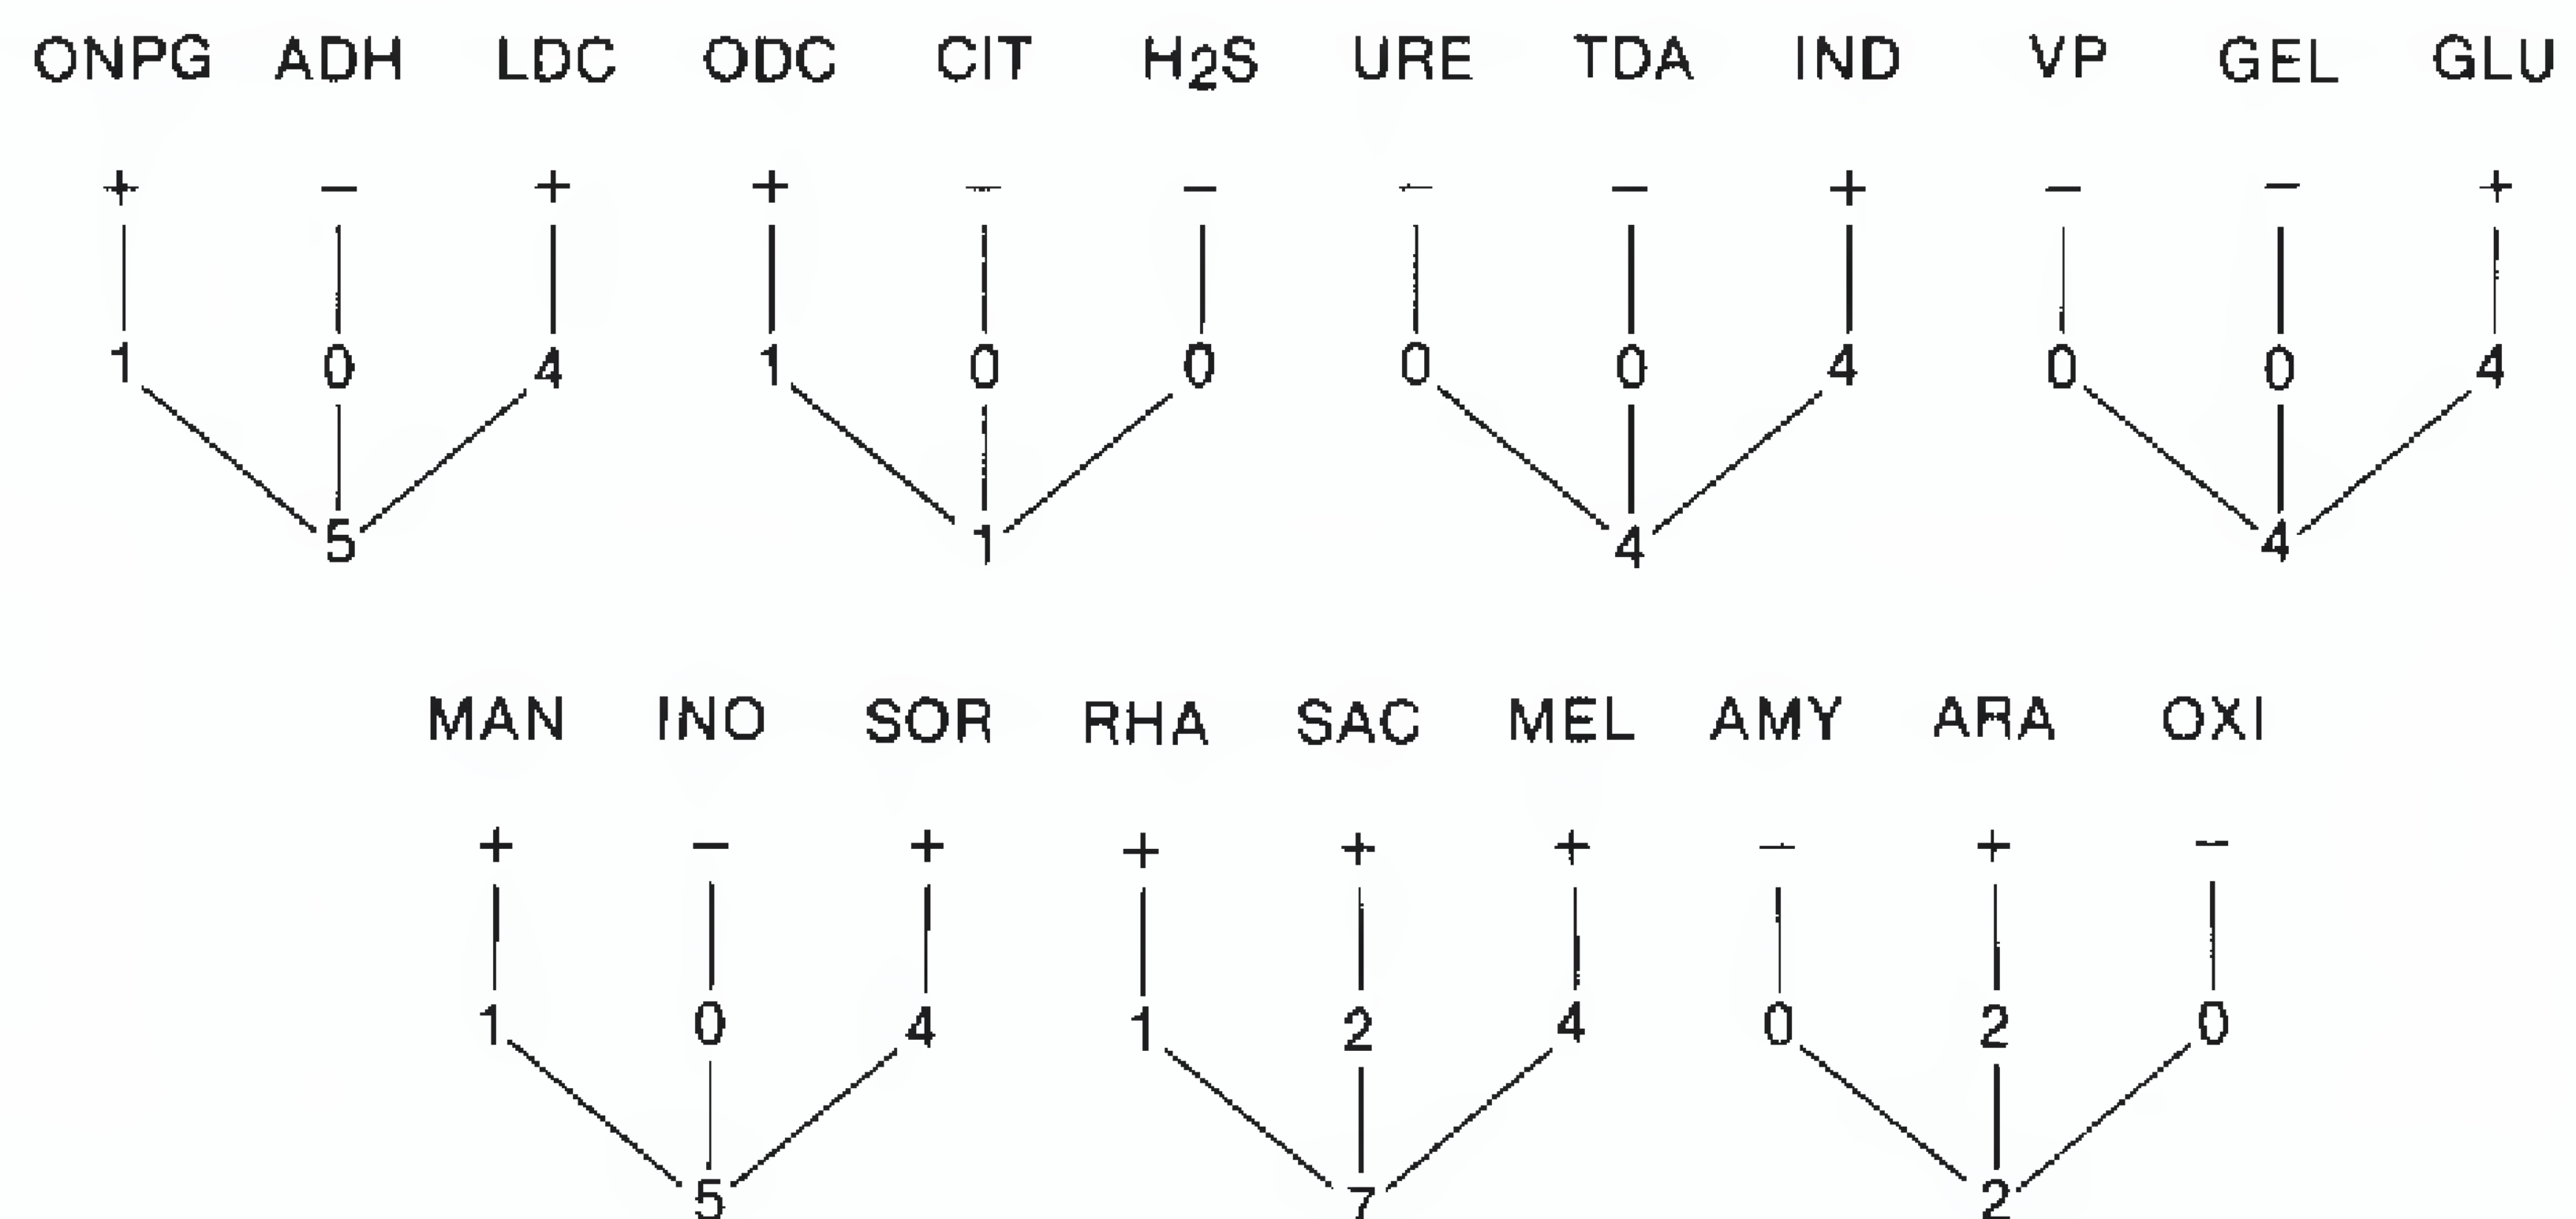 ONPG ADH LDC ODC CIT H2S URE TDA IND VP GEL GLU
+ − + + − − − − + − − +
1 0 4 1 0 0 0 0 4 0 0 4
5 1 4 4
MAN INO SOR RHA SAC MEL AMY ARA OXI
+ − + + + + − + −
1 0 4 1 2 4 0 2 0
5 7 2